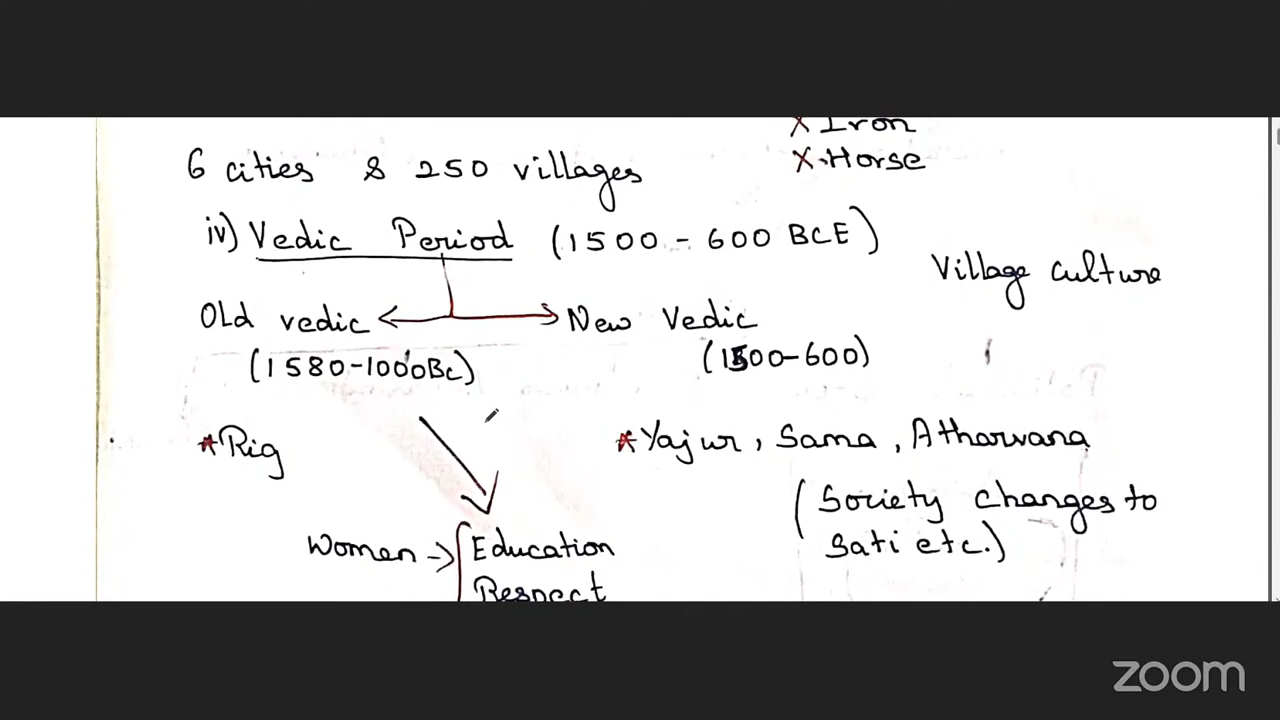 X Iron
6 cities & 250 villages
X Horse
iv) Vedic Period (1500 - 600 BCE)
Village culture
Old vedic
New Vedic
(1580-1000Bc)
(1500-600)
*Rig
*Yajur, Sama, Atharvana
(Society changes to
Sati etc.)
Women → Education
Respect
zoom